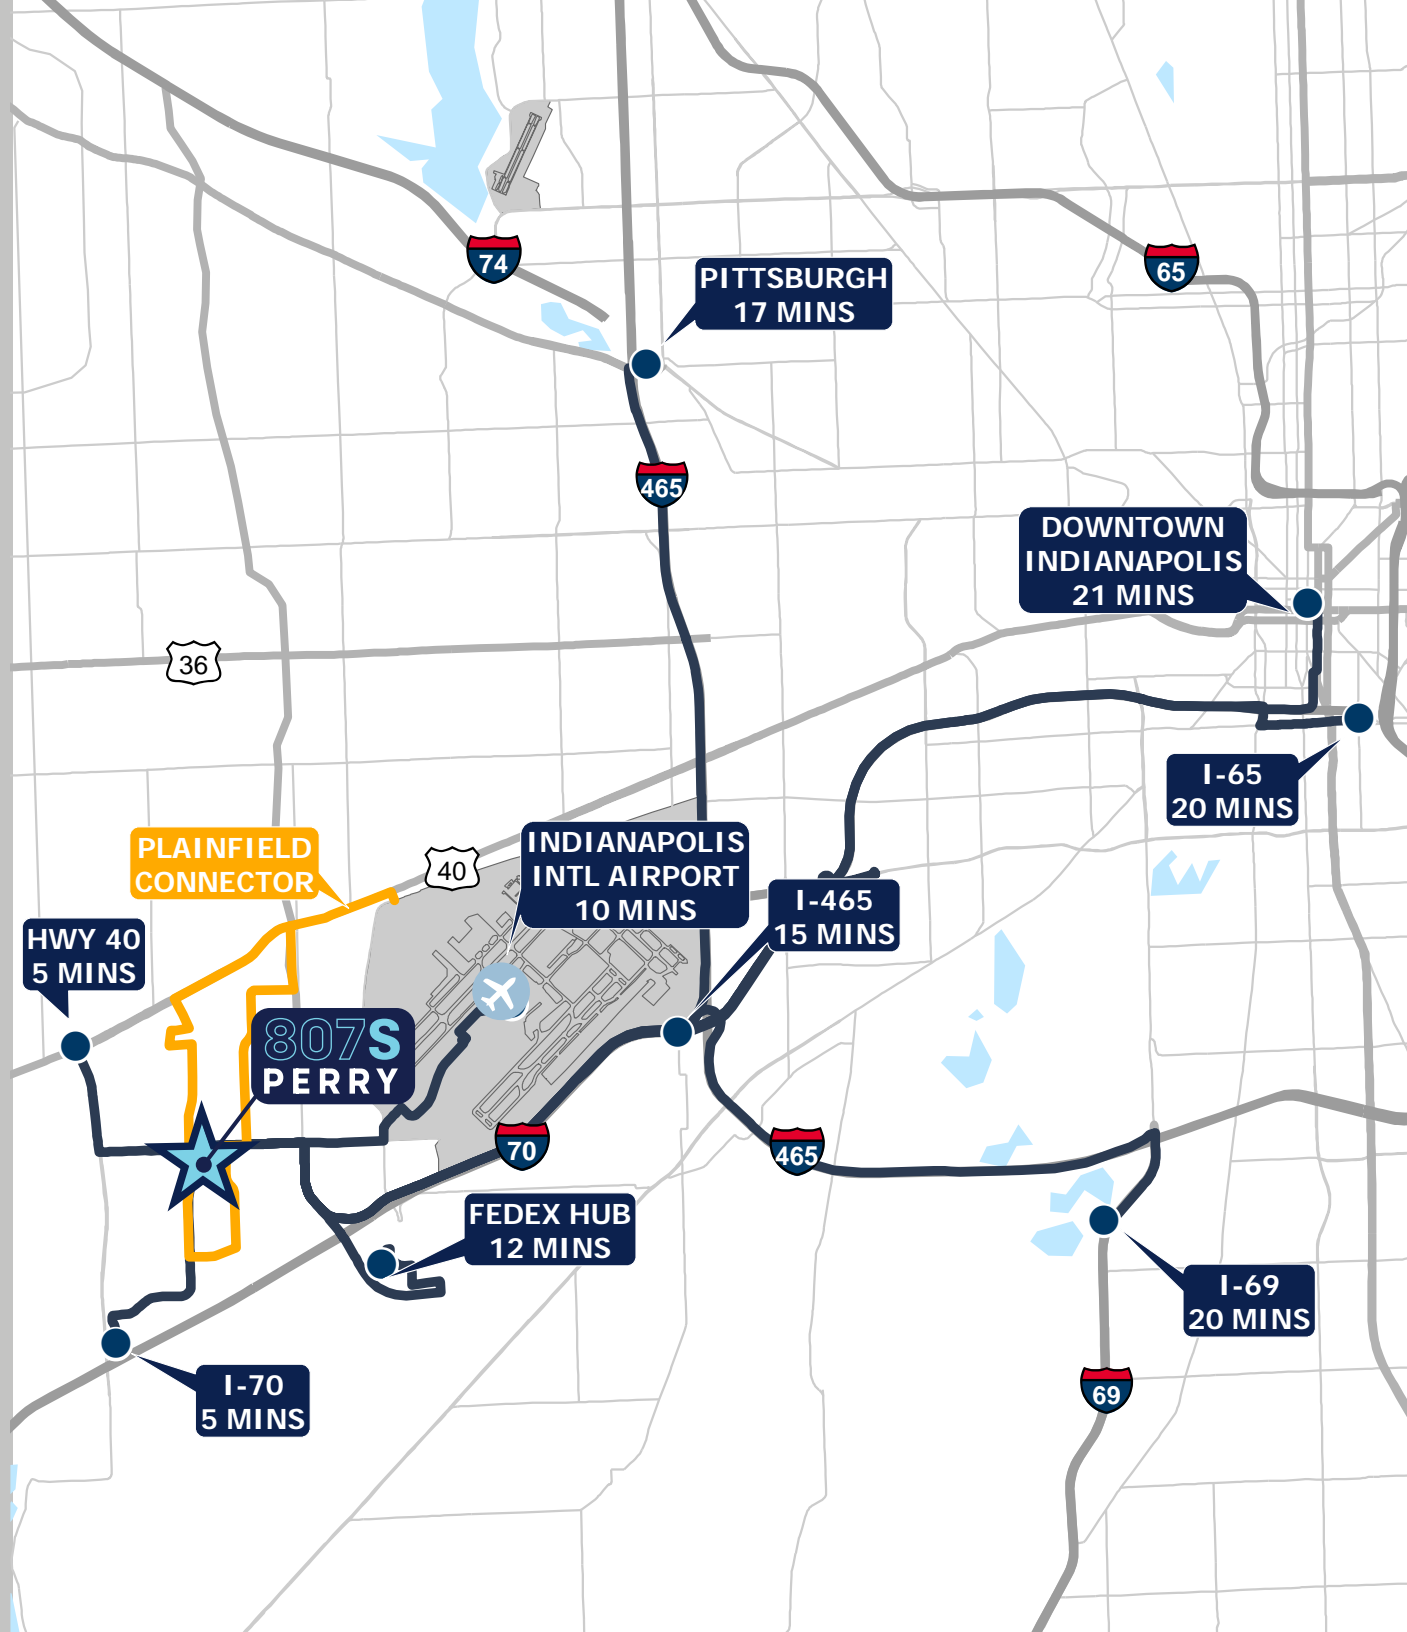 74
65
PITTSBURGH
17 MINS
465
DOWNTOWN
INDIANAPOLIS
21 MINS
36
I-65
20 MINS
PLAINFIELD
CONNECTOR
40
INDIANAPOLIS
INTL AIRPORT
10 MINS
I-465
15 MINS
HWY 40
5 MINS
807S
PERRY
70
465
FEDEX HUB
12 MINS
I-69
20 MINS
I-70
5 MINS
69